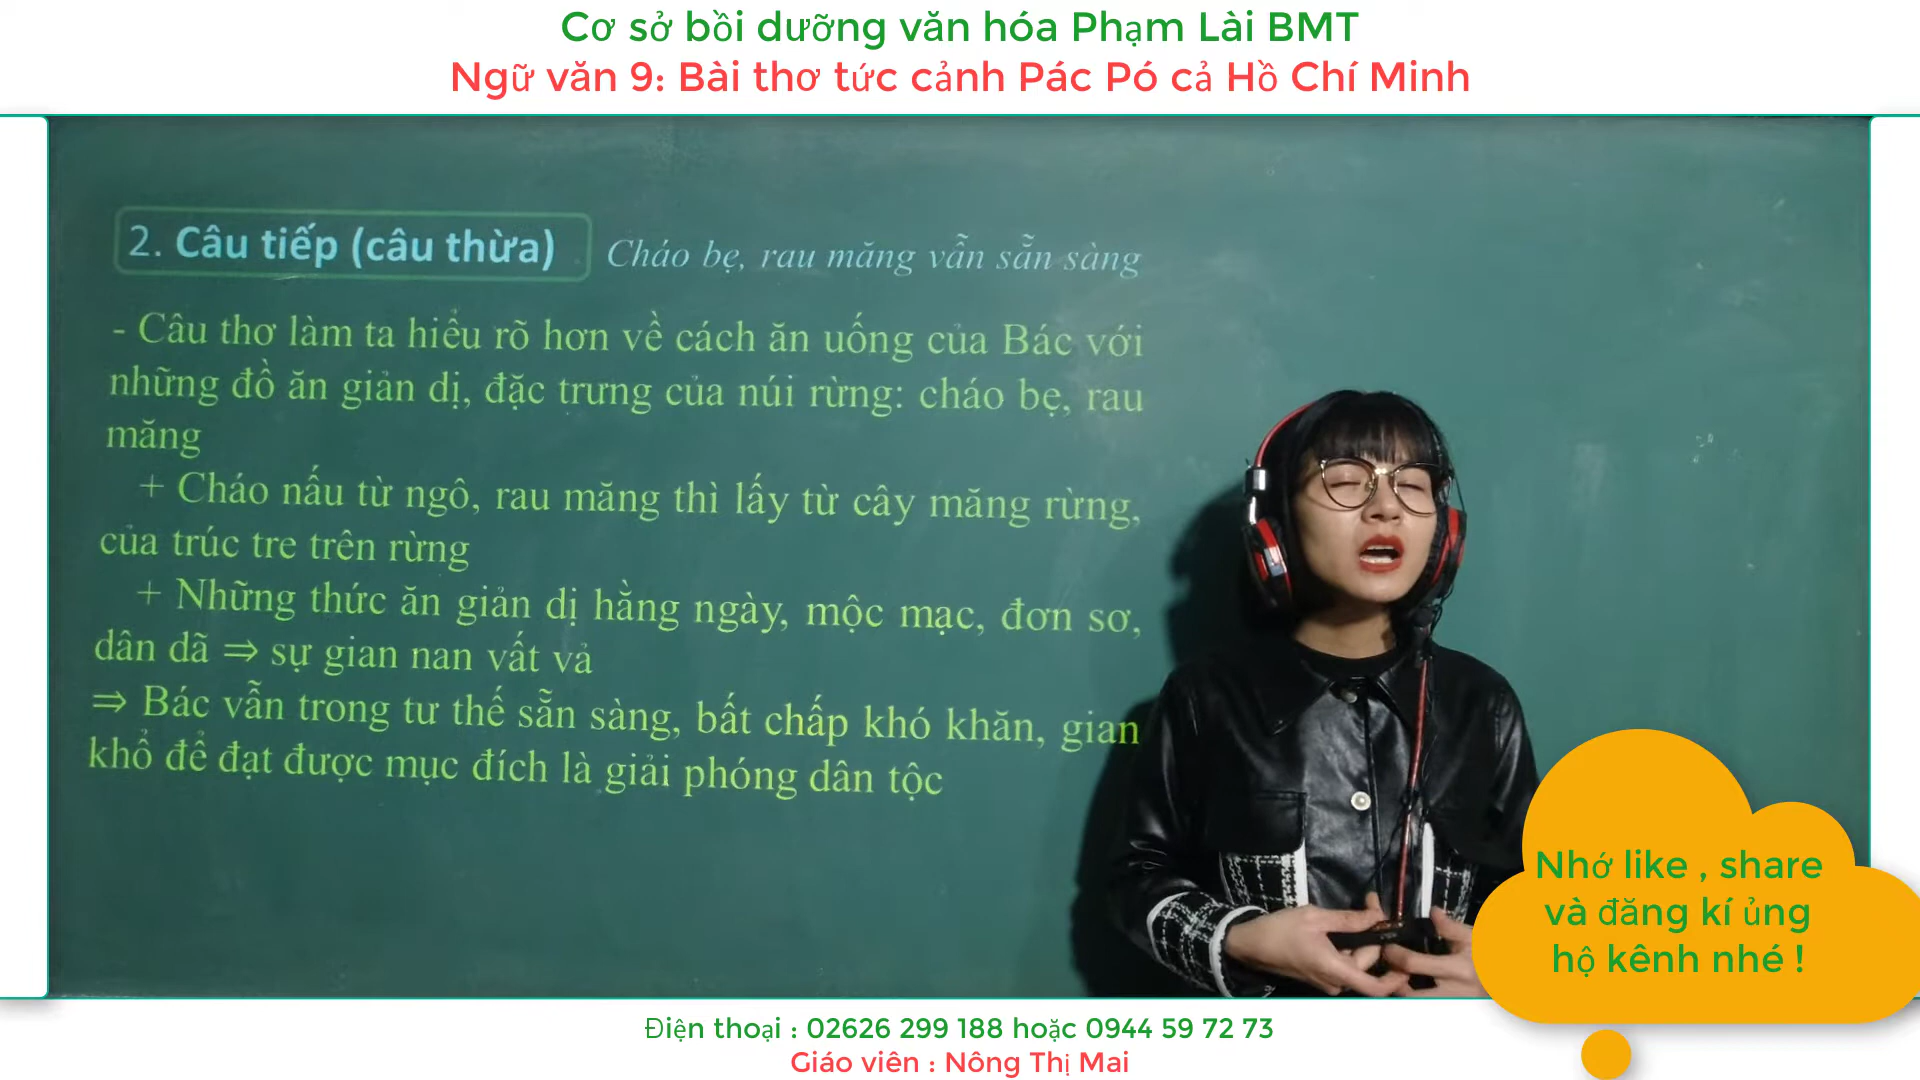 Cơ sở bồi dưỡng văn hóa Phạm Lài BMT
Ngữ văn 9: Bài thơ tức cảnh Pác Pó cả Hồ Chí Minh
2. Câu tiếp (câu thừa) Cháo bẹ, rau măng vẫn sẵn sàng
- Câu thơ làm ta hiểu rõ hơn về cách ăn uống của Bác với
những đồ ăn giản dị, đặc trưng của núi rừng: cháo bẹ, rau
măng
+ Cháo nấu từ ngô, rau măng thì lấy từ cây măng rừng,
của trúc tre trên rừng
+ Những thức ăn giản dị hằng ngày, mộc mạc, đơn sơ,
dân dã ⇒ sự gian nan vất vả
⇒ Bác vẫn trong tư thế sẵn sàng, bất chấp khó khăn, gian
khổ để đạt được mục đích là giải phóng dân tộc
Nhớ like , share
và đăng kí ủng
hộ kênh nhé !
Điện thoại : 02626 299 188 hoặc 0944 59 72 73
Giáo viên : Nông Thị Mai